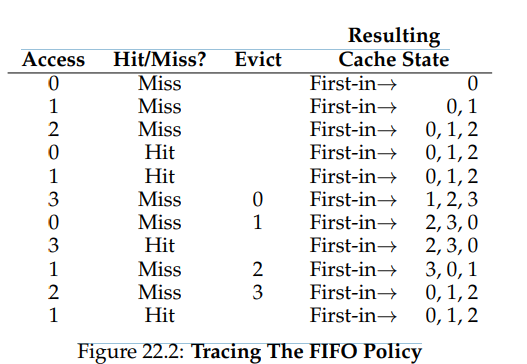 Resulting
Access Hit/Miss? Evict Cache State
0 Miss First-in→ 0
1 Miss First-in→ 0, 1
2 Miss First-in→ 0, 1, 2
0 Hit First-in→ 0, 1, 2
1 Hit First-in→ 0, 1, 2
3 Miss 0 First-in→ 1, 2, 3
0 Miss 1 First-in→ 2, 3, 0
3 Hit First-in→ 2, 3, 0
1 Miss 2 First-in→ 3, 0, 1
2 Miss 3 First-in→ 0, 1, 2
1 Hit First-in→ 0, 1, 2
Figure 22.2: Tracing The FIFO Policy